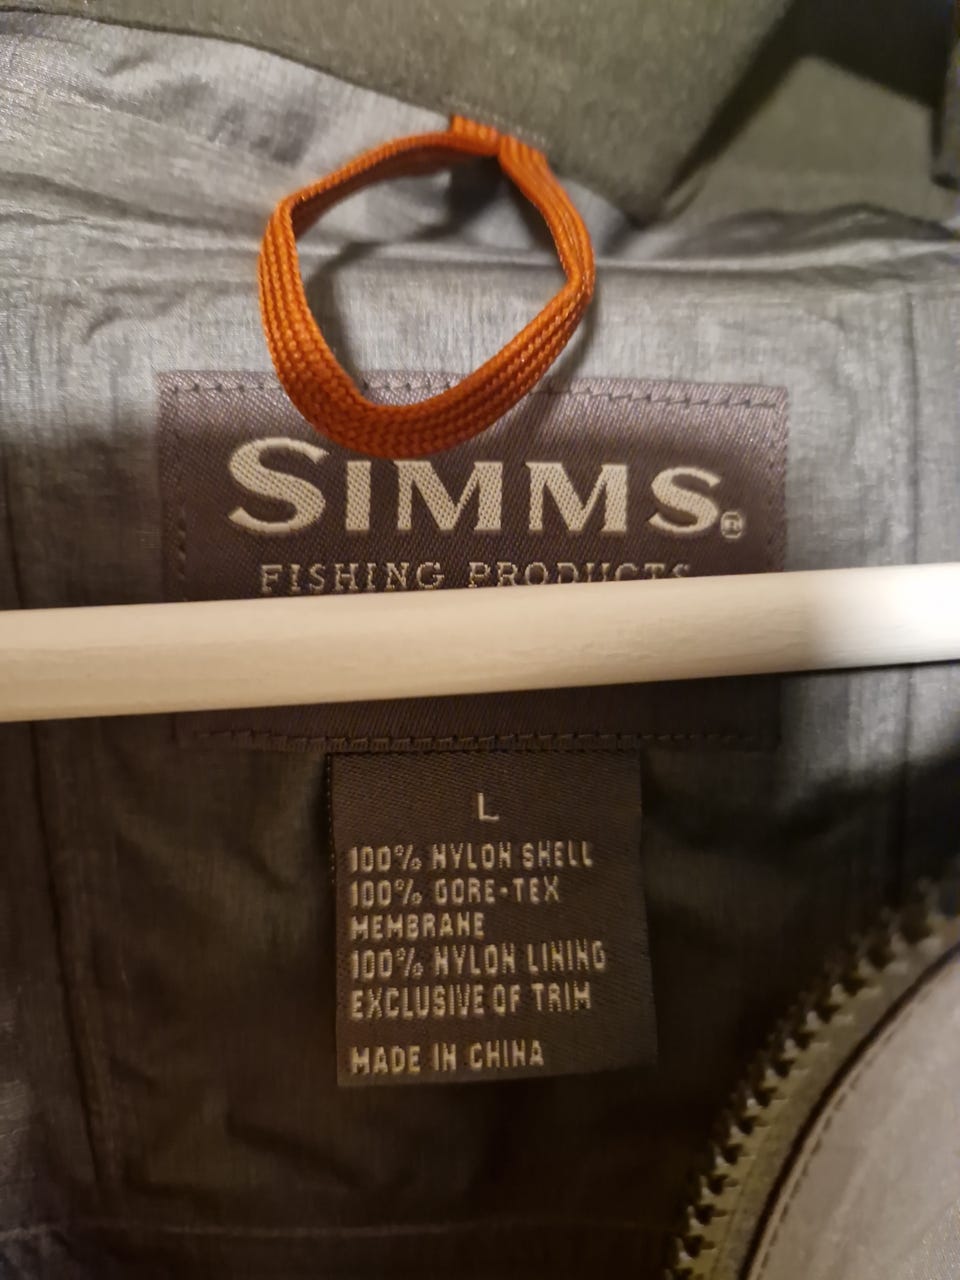 SIMMS®
FISHING PRODUCTS
L
100% NYLON SHELL
100% GORE-TEX
MEMBRANE
100% NYLON LINING
EXCLUSIVE OF TRIM
MADE IN CHINA